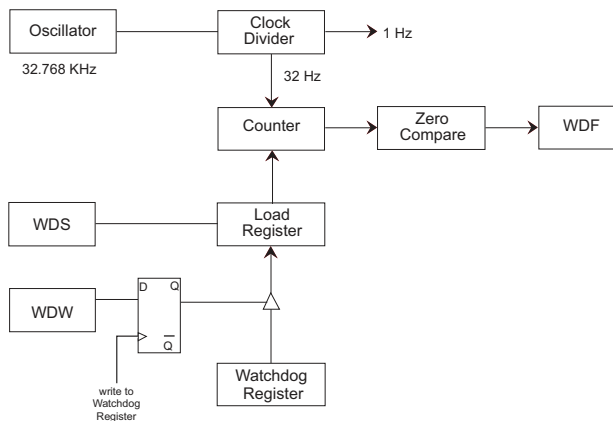 Oscillator
Clock
Divider
1 Hz
32.768 KHz
32 Hz
Counter
Zero
Compare
WDF
WDS
Load
Register
WDW
D
Q
Q
Watchdog
Register
write to
Watchdog
Register